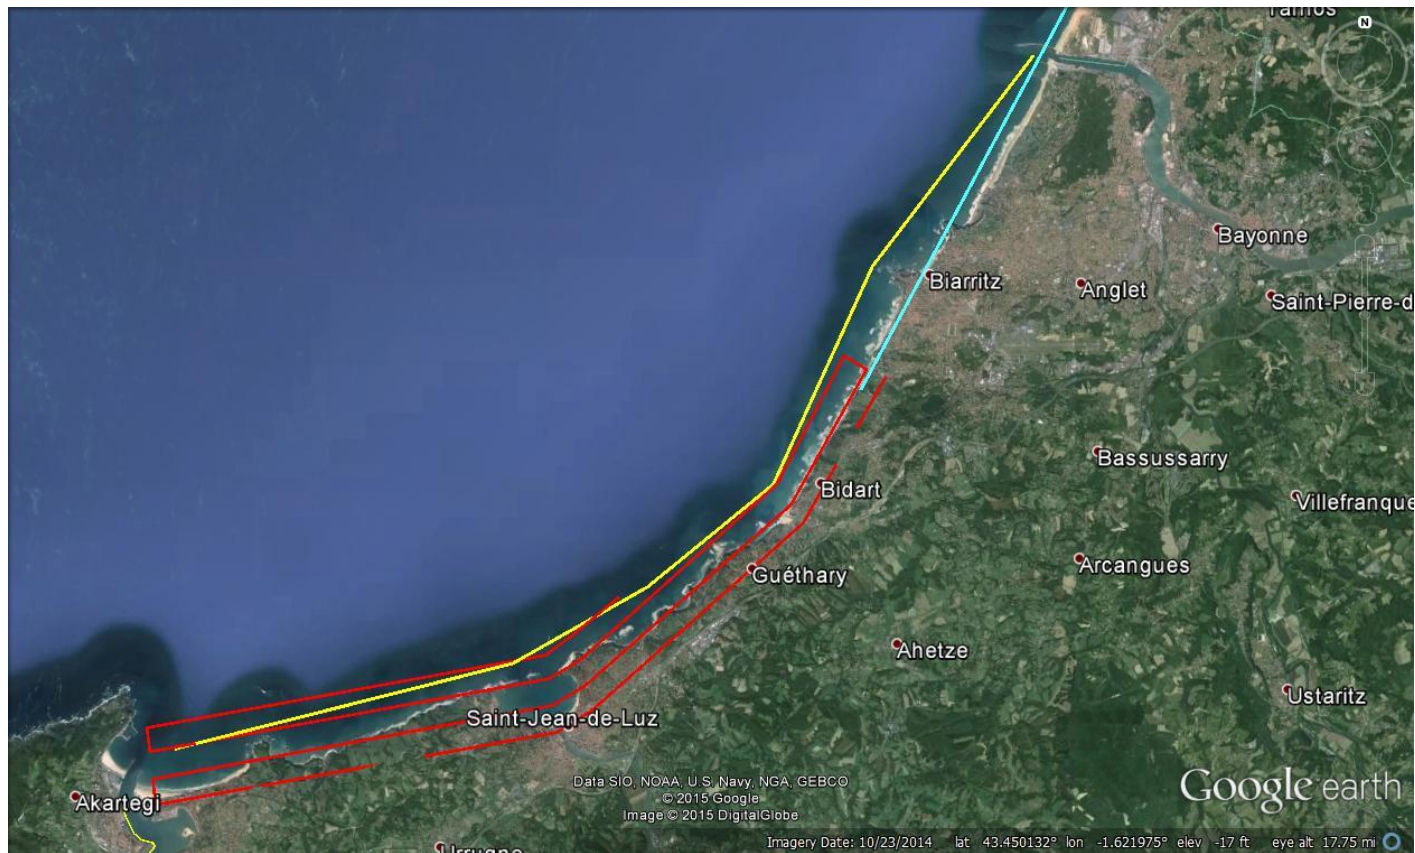 Tarnos
N
Bayonne
Biarritz
Anglet
Saint-Pierre-d
Bassussarry
Bidart
Villefranque
Guéthary
Arcangues
Ahetze
Ustaritz
Saint-Jean-de-Luz
Akartegi
Data SIO, NOAA, U.S. Navy, NGA, GEBCO
© 2015 Google
Image © 2015 DigitalGlobe
Google earth
Urrugne
Imagery Date: 10/23/2014 lat 43.450132° lon -1.621975° elev -17 ft eye alt 17.75 mi